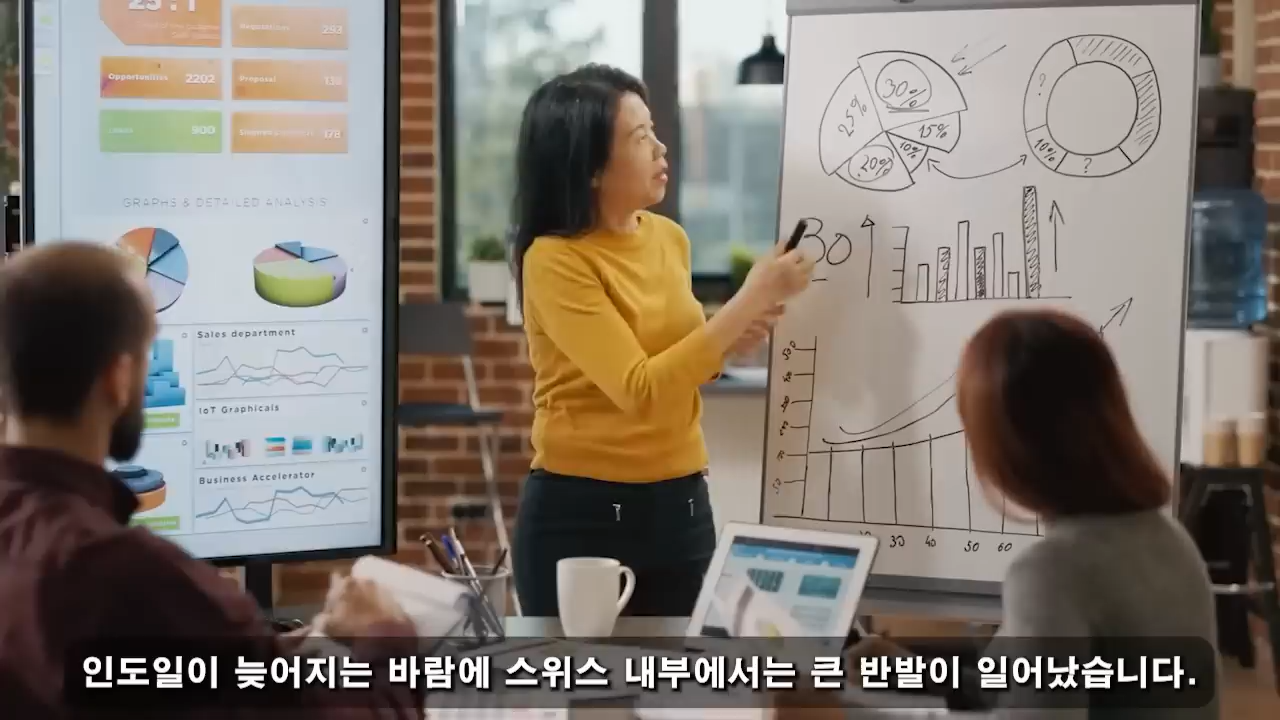 Opportunities 2202
Proposal
900
178
293
GRAPHS & DETAILED ANALYSIS
Sales department
IoT Graphicals
Business Accelerator
25%
30%
15%
10%
20%
?
10%
?
30
30
40
50
60
인도일이 늦어지는 바람에 스위스 내부에서는 큰 반발이 일어났습니다.